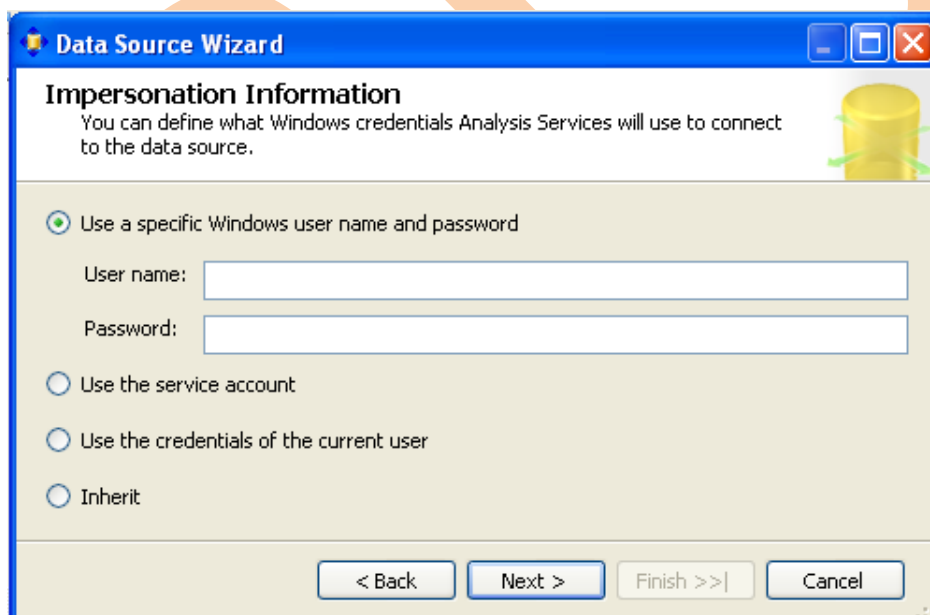 Data Source Wizard
Impersonation Information
You can define what Windows credentials Analysis Services will use to connect
to the data source.
Use a specific Windows user name and password
User name:
Password:
Use the service account
Use the credentials of the current user
Inherit
< Back Next > Finish >>| Cancel